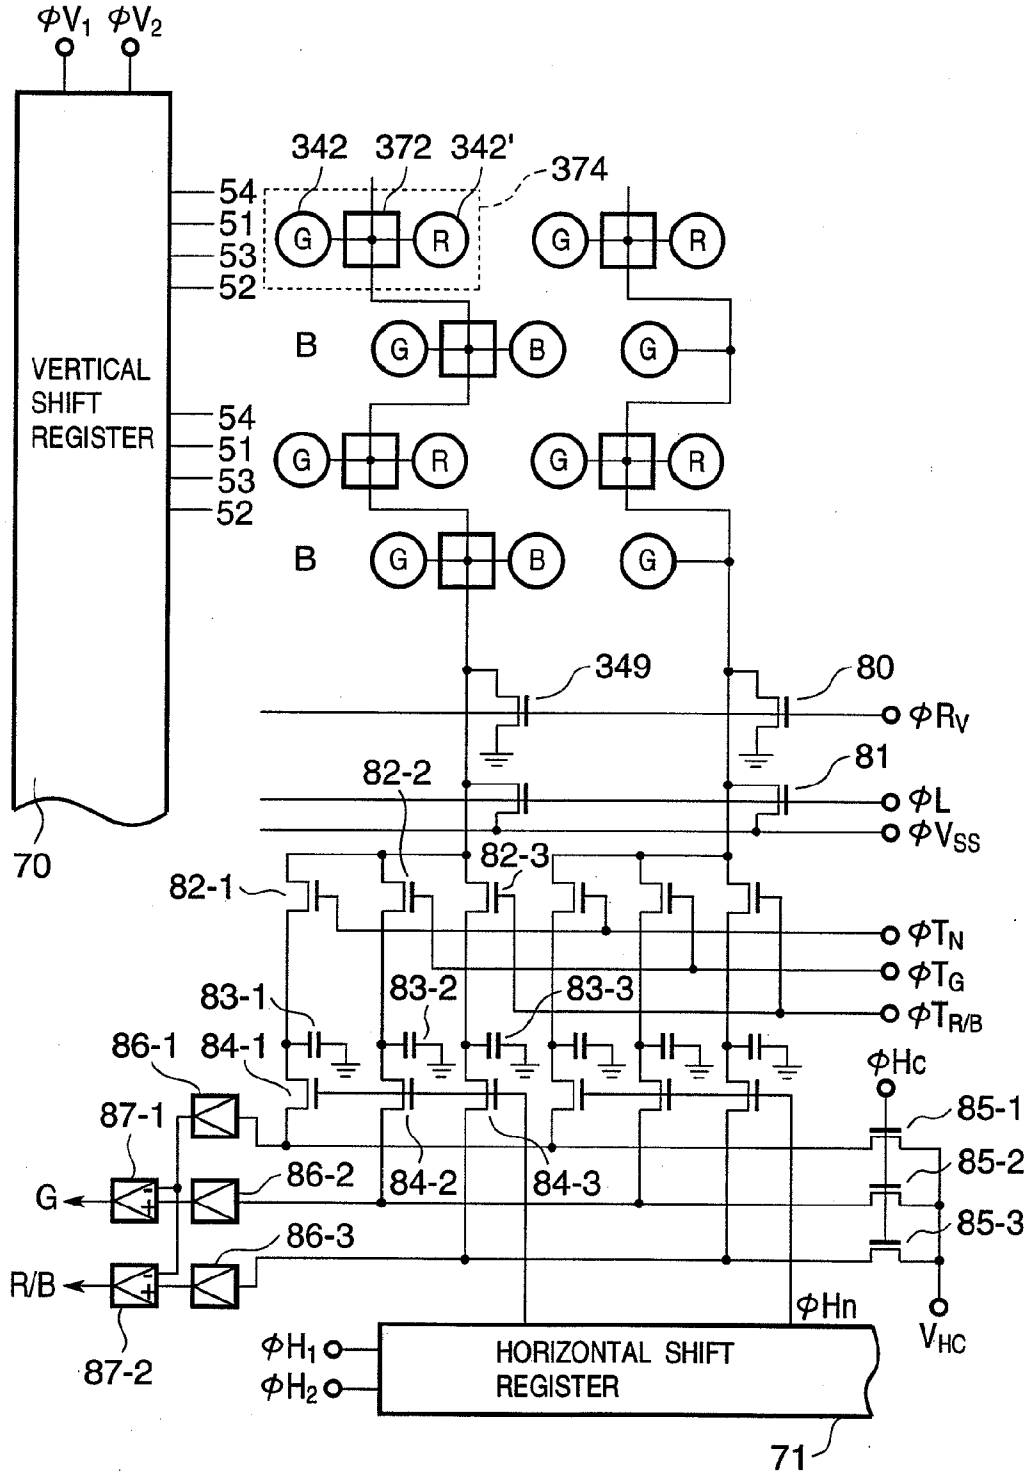 φV1 φV2
342 372 342' 374
54
51
53
52
G R G R
B G B G
VERTICAL
SHIFT
REGISTER
54
51
53
52
G R G R
B G B G
349 80
φRV
82-2 81
φL
φVSS
70
82-1 82-3
φTN
φTG
83-1 83-2 83-3
φTR/B
86-1 84-1 φHC
87-1 85-1
84-2 84-3
G 86-2 85-2
86-3 85-3
R/B
φHn
87-2 VHC
φH1
φH2
HORIZONTAL SHIFT
REGISTER
71